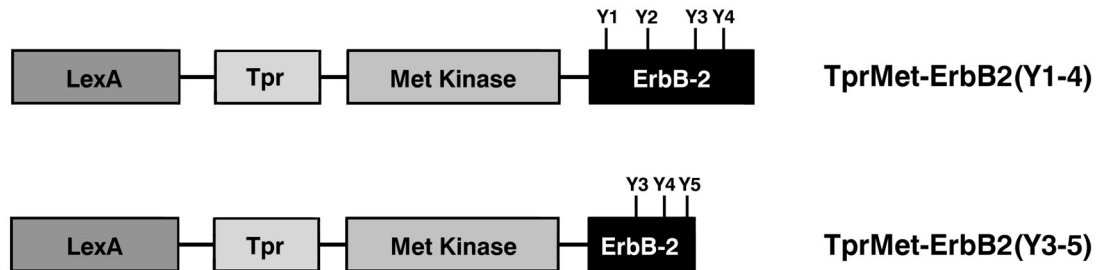 Y1 Y2 Y3 Y4
LexA Tpr Met Kinase ErbB-2 TprMet-ErbB2(Y1-4)
Y3 Y4 Y5
LexA Tpr Met Kinase ErbB-2 TprMet-ErbB2(Y3-5)